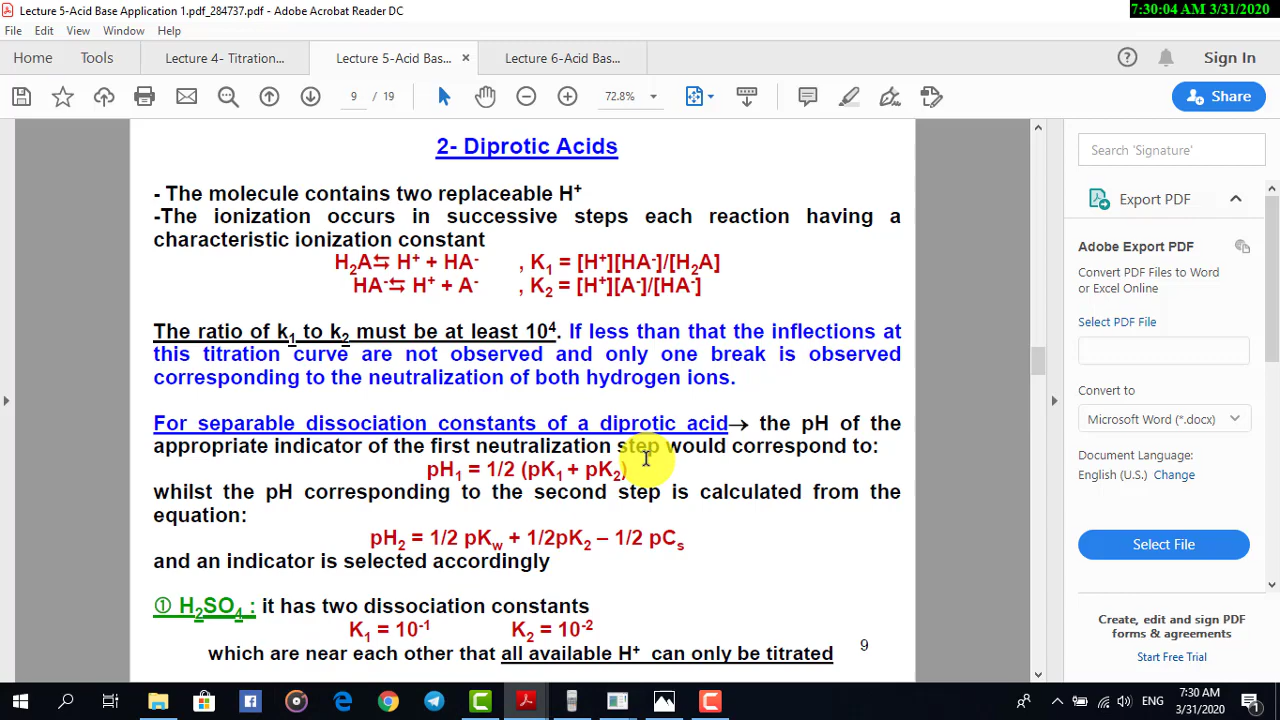 Lecture 5-Acid Base Application 1.pdf_284737.pdf - Adobe Acrobat Reader DC
7:30:04 AM 3/31/2020
File Edit View Window Help
Home Tools Lecture 4- Titration... Lecture 5-Acid Bas... × Lecture 6-Acid Bas... Sign In
9 / 19 72.8% Share
2- Diprotic Acids
- The molecule contains two replaceable H⁺
-The ionization occurs in successive steps each reaction having a
characteristic ionization constant
H₂A⇆ H⁺ + HA⁻ , K₁ = [H⁺][HA⁻]/[H₂A]
HA⁻⇆ H⁺ + A⁻ , K₂ = [H⁺][A⁻]/[HA⁻]
The ratio of k₁ to k₂ must be at least 10⁴. If less than that the inflections at
this titration curve are not observed and only one break is observed
corresponding to the neutralization of both hydrogen ions.
For separable dissociation constants of a diprotic acid→ the pH of the
appropriate indicator of the first neutralization step would correspond to:
pH₁ = 1/2 (pK₁ + pK₂)
whilst the pH corresponding to the second step is calculated from the
equation:
pH₂ = 1/2 pKw + 1/2pK₂ – 1/2 pCs
and an indicator is selected accordingly
① H₂SO₄ : it has two dissociation constants
K₁ = 10⁻¹ K₂ = 10⁻²
which are near each other that all available H⁺ can only be titrated
9
Search 'Signature'
Export PDF
Adobe Export PDF
Convert PDF Files to Word
or Excel Online
Select PDF File
Convert to
Microsoft Word (*.docx)
Document Language:
English (U.S.) Change
Select File
Create, edit and sign PDF
forms & agreements
Start Free Trial
ENG
7:30 AM
3/31/2020
1